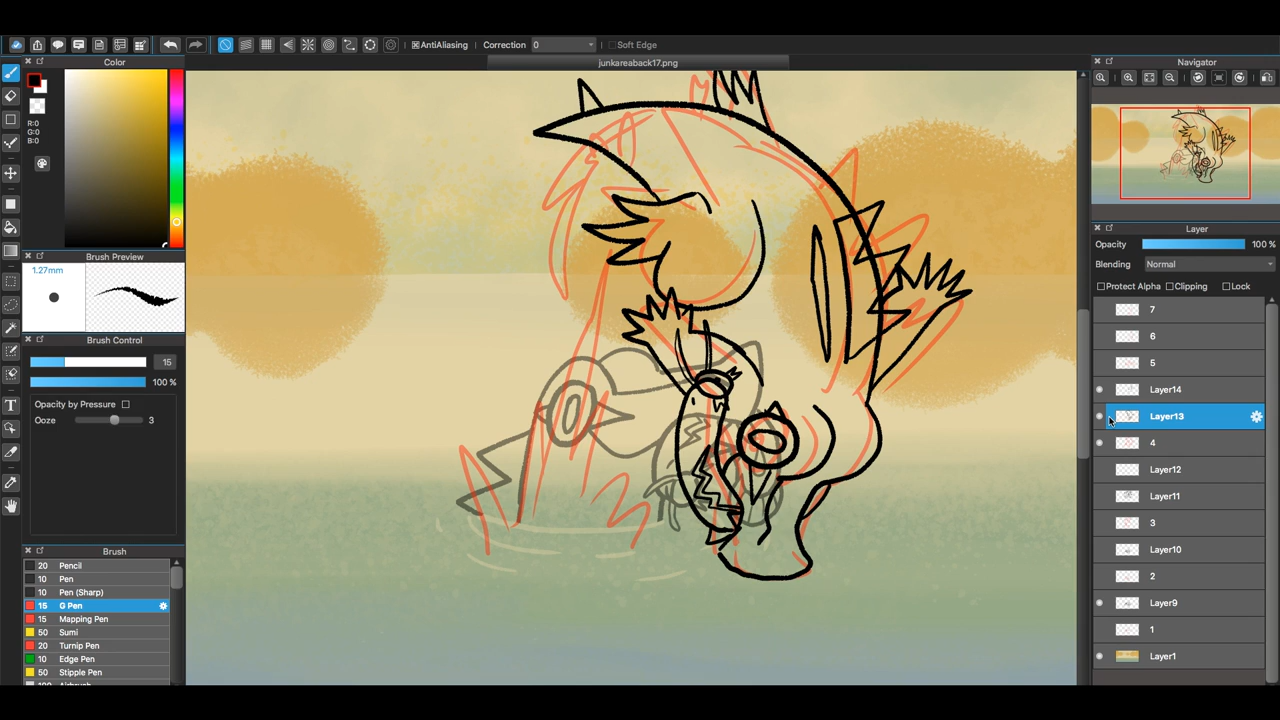 AntiAliasing
Correction
0
Soft Edge
Color
junkareaback17.png
Navigator
R:0
G:0
B:0
Brush Preview
1.27mm
Layer
Opacity
100 %
Blending
Normal
Protect Alpha
Clipping
Lock
Brush Control
15
100 %
Opacity by Pressure
Ooze
3
7
6
5
Layer14
Layer13
4
Layer12
Layer11
3
Layer10
2
Layer9
1
Layer1
Brush
20 Pencil
10 Pen
10 Pen (Sharp)
15 G Pen
15 Mapping Pen
50 Sumi
20 Turnip Pen
10 Edge Pen
50 Stipple Pen